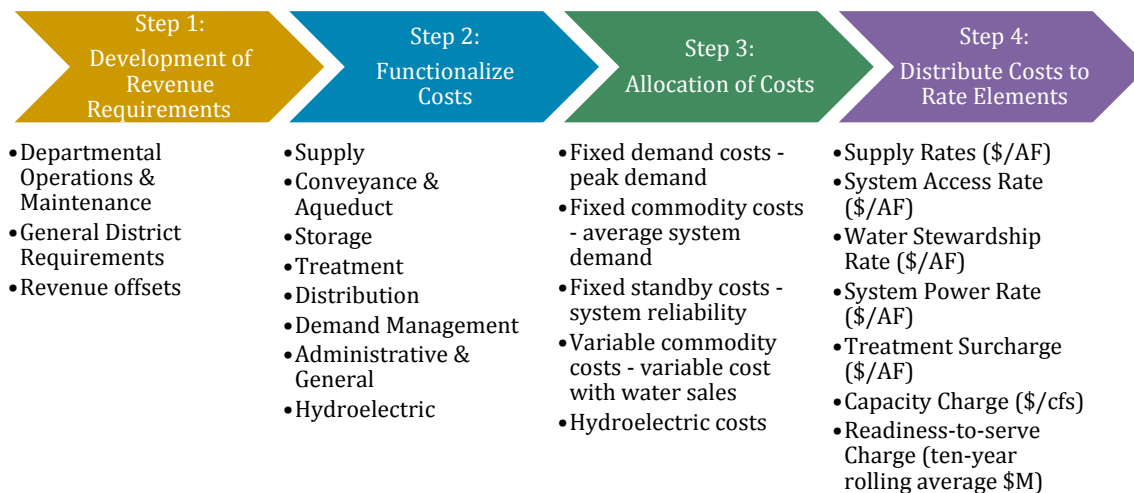 Step 1:
Development of
Revenue
Requirements
Step 2:
Functionalize
Costs
Step 3:
Allocation of Costs
Step 4:
Distribute Costs to
Rate Elements
•Departmental
Operations &
Maintenance
•General District
Requirements
•Revenue offsets
•Supply
•Conveyance &
Aqueduct
•Storage
•Treatment
•Distribution
•Demand Management
•Administrative &
General
•Hydroelectric
•Fixed demand costs -
peak demand
•Fixed commodity costs
- average system
demand
•Fixed standby costs -
system reliability
•Variable commodity
costs - variable cost
with water sales
•Hydroelectric costs
•Supply Rates ($/AF)
•System Access Rate
($/AF)
•Water Stewardship
Rate ($/AF)
•System Power Rate
($/AF)
•Treatment Surcharge
($/AF)
•Capacity Charge ($/cfs)
•Readiness-to-serve
Charge (ten-year
rolling average $M)